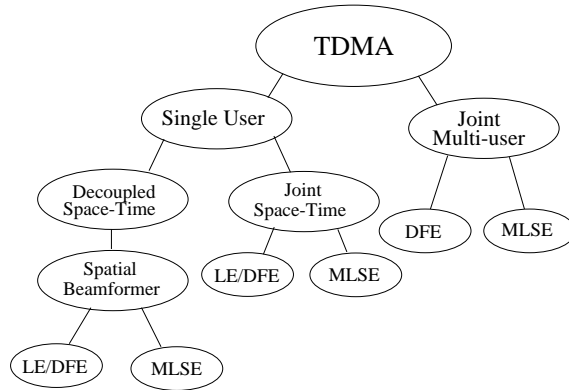 TDMA
Single User
Joint
Multi-user
Decoupled
Space-Time
Joint
Space-Time
DFE
MLSE
Spatial
Beamformer
LE/DFE
MLSE
LE/DFE
MLSE